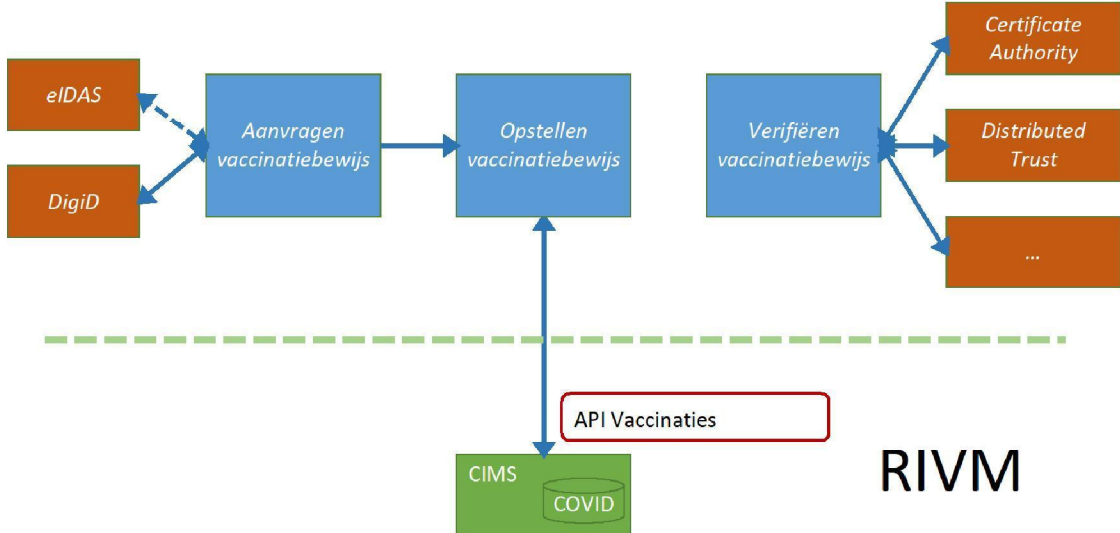 eIDAS
DigiD
Aanvragen
vaccinatiebewijs
Opstellen
vaccinatiebewijs
Verifiëren
vaccinatiebewijs
Certificate
Authority
Distributed
Trust
...
API Vaccinaties
CIMS
COVID
RIVM